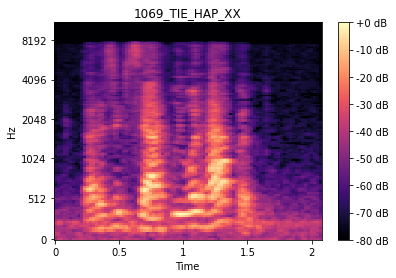 1069_TIE_HAP_XX
+0 dB
8192
-10 dB
4096
-20 dB
-30 dB
2048
Hz
-40 dB
1024
-50 dB
512
-60 dB
-70 dB
0
-80 dB
0
0.5
1
1.5
2
Time